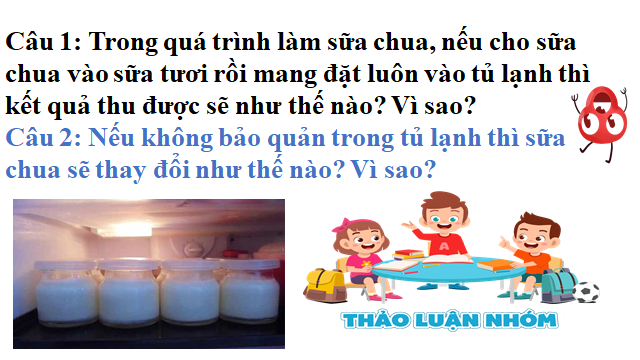 Câu 1: Trong quá trình làm sữa chua, nếu cho sữa
chua vào sữa tươi rồi mang đặt luôn vào tủ lạnh thì
kết quả thu được sẽ như thế nào? Vì sao?
Câu 2: Nếu không bảo quản trong tủ lạnh thì sữa
chua sẽ thay đổi như thế nào? Vì sao?
A
THẢO LUẬN NHÓM